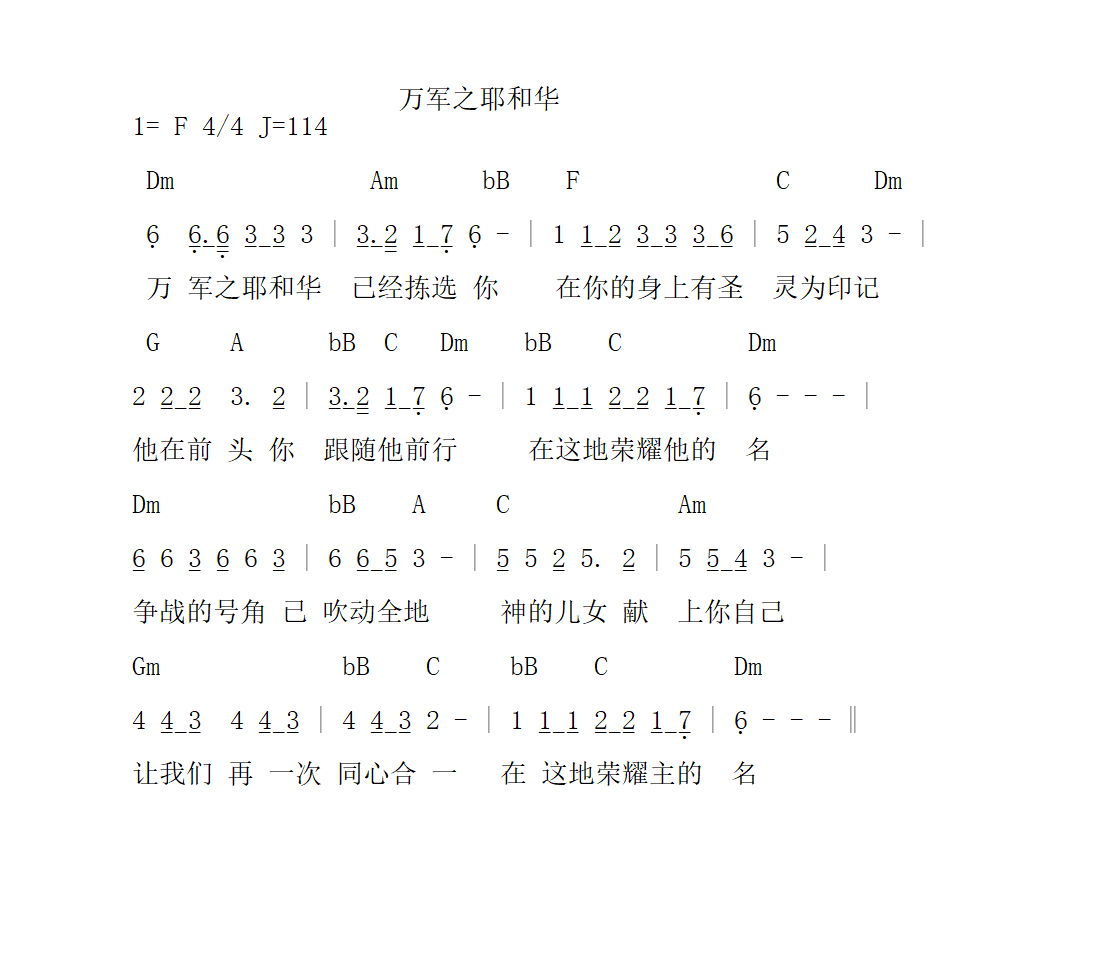 万军之耶和华
1= F 4/4 J=114
Dm Am bB F C Dm
6 6.6 3 3 3 | 3.2 1 7 6 - | 1 1 2 3 3 3 6 | 5 2 4 3 - |
万 军之耶和华 已经拣选 你 在你的身上有圣 灵为印记
G A bB C Dm bB C Dm
2 2 2 3. 2 | 3.2 1 7 6 - | 1 1 1 2 2 1 7 | 6 - - - |
他在前 头 你 跟随他前行 在这地荣耀他的 名
Dm bB A C Am
6 6 3 6 6 3 | 6 6 5 3 - | 5 5 2 5. 2 | 5 5 4 3 - |
争战的号角 已 吹动全地 神的儿女 献 上你自己
Gm bB C bB C Dm
4 4 3 4 4 3 | 4 4 3 2 - | 1 1 1 2 2 1 7 | 6 - - - ‖
让我们 再 一次 同心合 一 在 这地荣耀主的 名